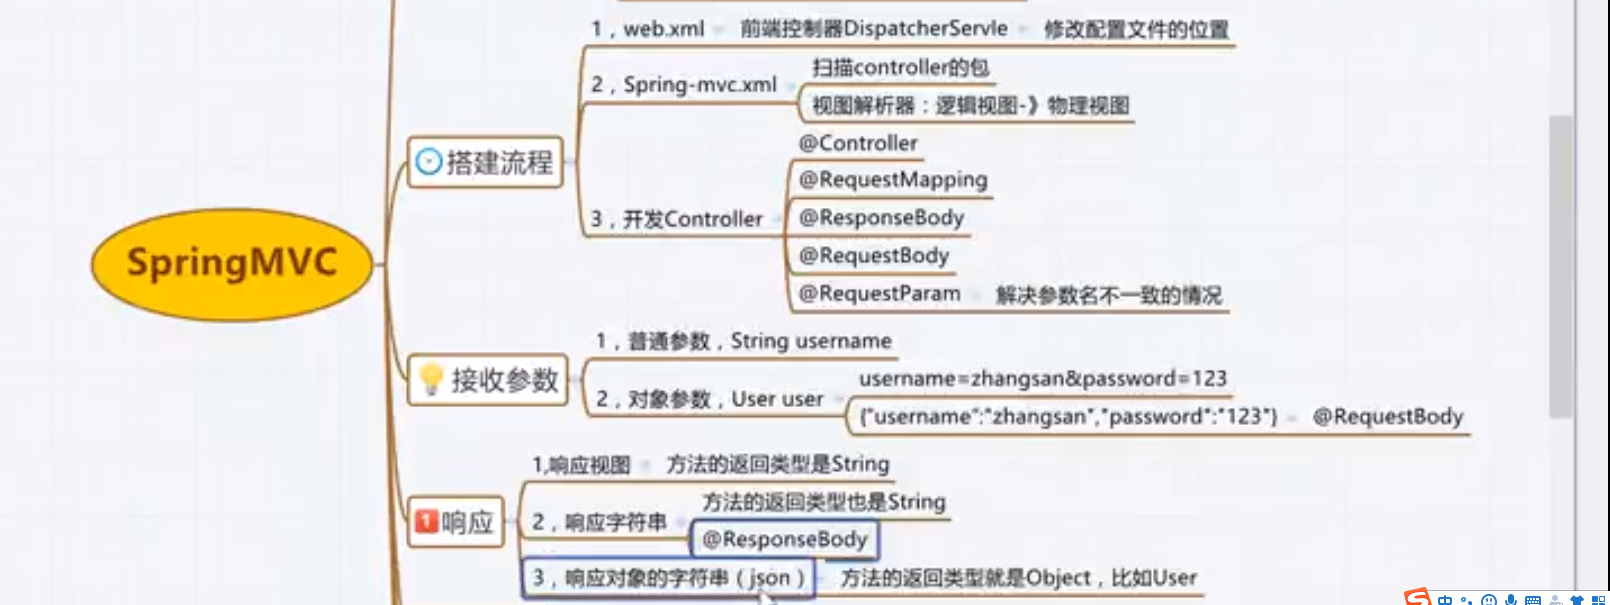 SpringMVC
搭建流程
1，web.xml 前端控制器DispatcherServle 修改配置文件的位置
2，Spring-mvc.xml
扫描controller的包
视图解析器：逻辑视图-》物理视图
3，开发Controller
@Controller
@RequestMapping
@ResponseBody
@RequestBody
@RequestParam 解决参数名不一致的情况
接收参数
1，普通参数，String username
2，对象参数，User user
username=zhangsan&password=123
{"username":"zhangsan","password":"123"} @RequestBody
1响应
1,响应视图 方法的返回类型是String
2，响应字符串
方法的返回类型也是String
@ResponseBody
3，响应对象的字符串（json） 方法的返回类型就是Object，比如User
中